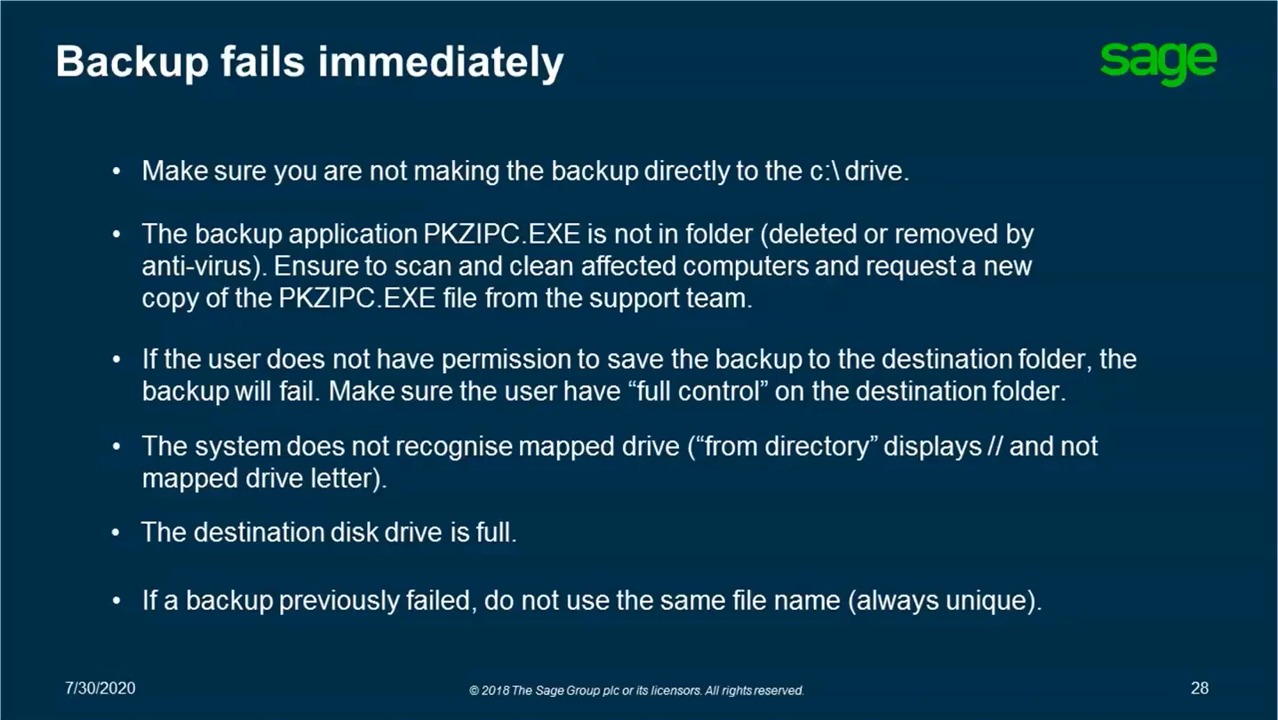 Backup fails immediately
sage
• Make sure you are not making the backup directly to the c:\ drive.
• The backup application PKZIPC.EXE is not in folder (deleted or removed by
anti-virus). Ensure to scan and clean affected computers and request a new
copy of the PKZIPC.EXE file from the support team.
• If the user does not have permission to save the backup to the destination folder, the
backup will fail. Make sure the user have “full control” on the destination folder.
• The system does not recognise mapped drive (“from directory” displays // and not
mapped drive letter).
• The destination disk drive is full.
• If a backup previously failed, do not use the same file name (always unique).
7/30/2020
© 2018 The Sage Group plc or its licensors. All rights reserved.
28